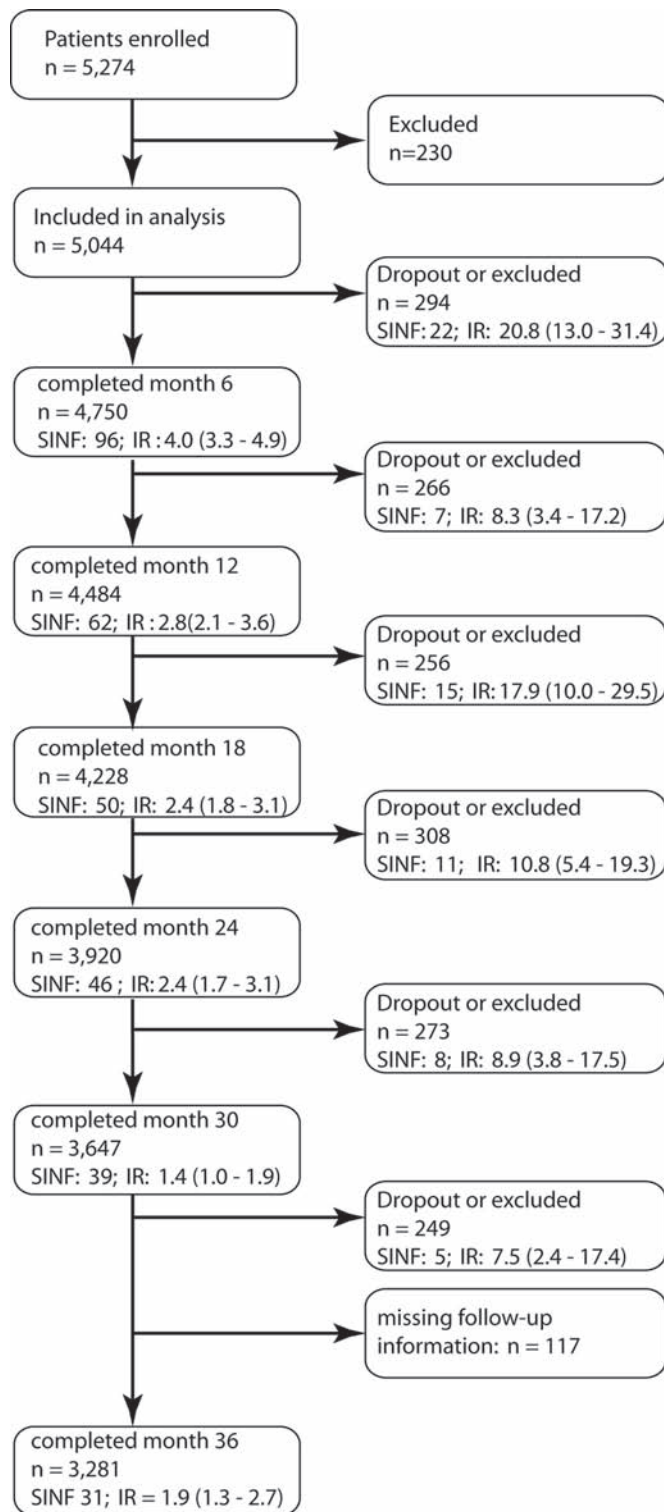 Patients enrolled
n = 5,274
Excluded
n=230
Included in analysis
n = 5,044
Dropout or excluded
n = 294
SINF: 22; IR: 20.8 (13.0 - 31.4)
completed month 6
n = 4,750
SINF: 96; IR : 4.0 (3.3 - 4.9)
Dropout or excluded
n = 266
SINF: 7; IR: 8.3 (3.4 - 17.2)
completed month 12
n = 4,484
SINF: 62; IR : 2.8(2.1 - 3.6)
Dropout or excluded
n = 256
SINF: 15; IR: 17.9 (10.0 - 29.5)
completed month 18
n = 4,228
SINF: 50; IR: 2.4 (1.8 - 3.1)
Dropout or excluded
n = 308
SINF: 11; IR: 10.8 (5.4 - 19.3)
completed month 24
n = 3,920
SINF: 46 ; IR: 2.4 (1.7 - 3.1)
Dropout or excluded
n = 273
SINF: 8; IR: 8.9 (3.8 - 17.5)
completed month 30
n = 3,647
SINF: 39; IR: 1.4 (1.0 - 1.9)
Dropout or excluded
n = 249
SINF: 5; IR: 7.5 (2.4 - 17.4)
missing follow-up
information: n = 117
completed month 36
n = 3,281
SINF 31; IR = 1.9 (1.3 - 2.7)